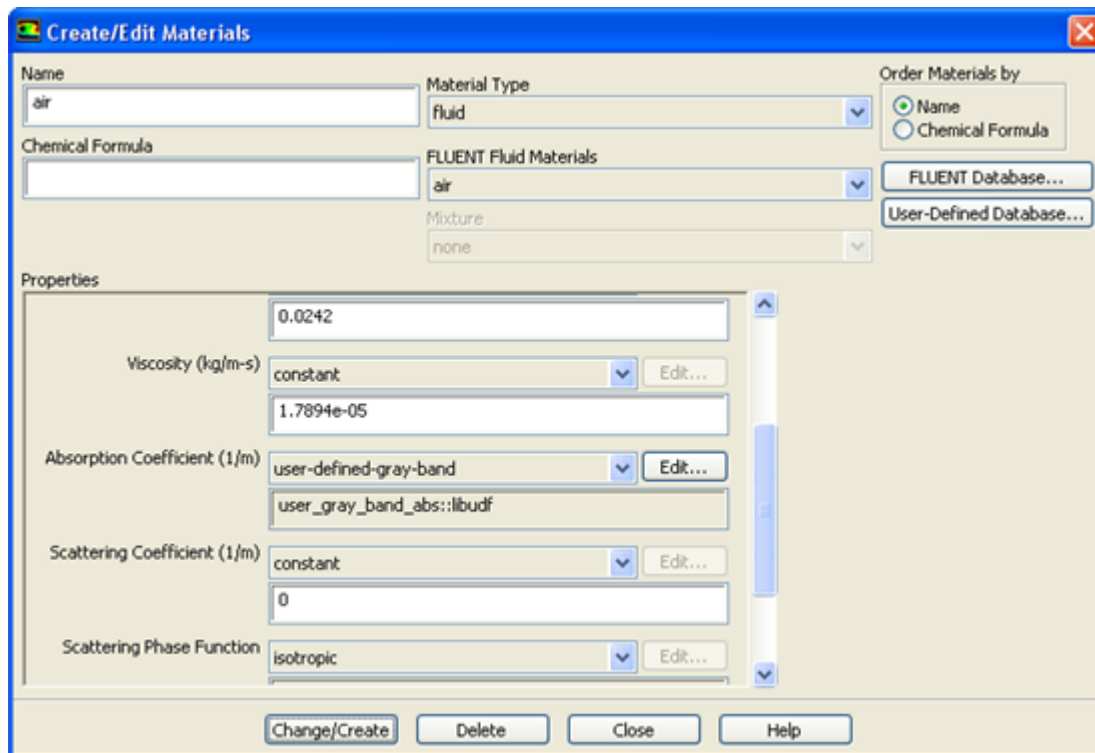 Create/Edit Materials
Name
air
Chemical Formula
Material Type
fluid
FLUENT Fluid Materials
air
Mixture
none
Order Materials by
Name
Chemical Formula
FLUENT Database...
User-Defined Database...
Properties
0.0242
Viscosity (kg/m-s)
constant
Edit...
1.7894e-05
Absorption Coefficient (1/m)
user-defined-gray-band
Edit...
user_gray_band_abs::libudf
Scattering Coefficient (1/m)
constant
Edit...
0
Scattering Phase Function
isotropic
Edit...
Change/Create
Delete
Close
Help